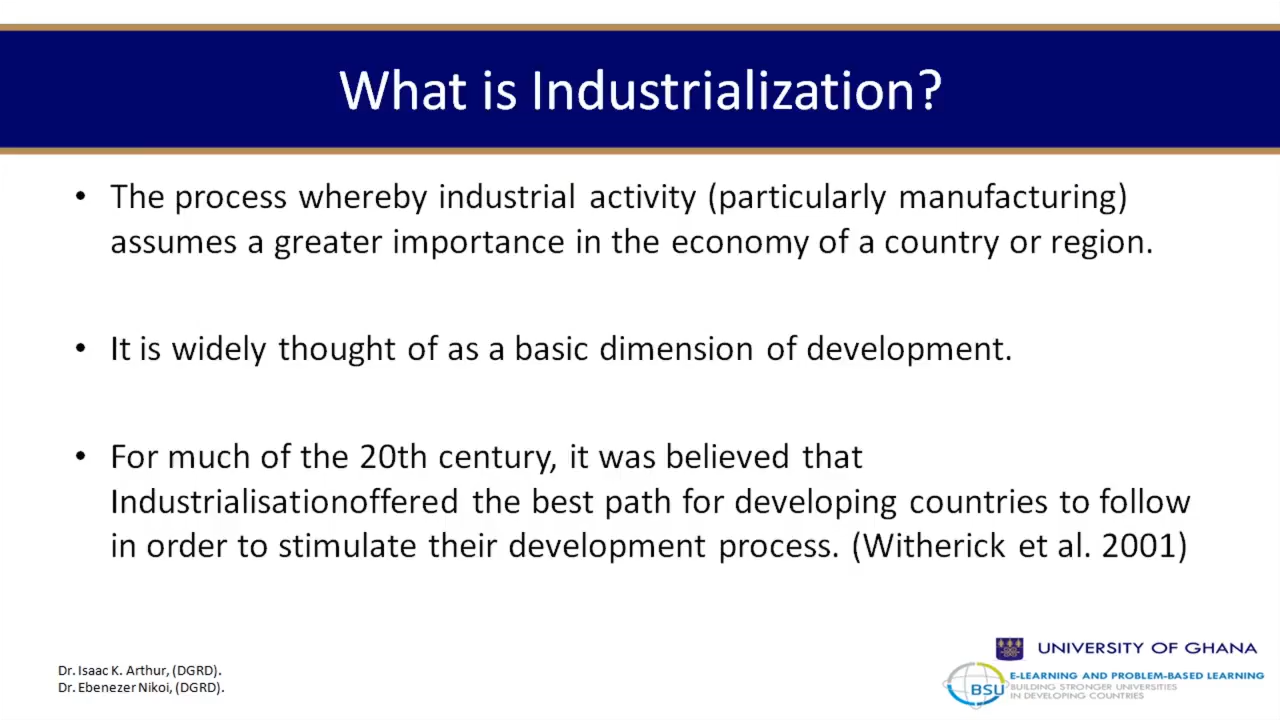 What is Industrialization?
• The process whereby industrial activity (particularly manufacturing)
assumes a greater importance in the economy of a country or region.
• It is widely thought of as a basic dimension of development.
• For much of the 20th century, it was believed that
Industrialisationoffered the best path for developing countries to follow
in order to stimulate their development process. (Witherick et al. 2001)
Dr. Isaac K. Arthur, (DGRD).
Dr. Ebenezer Nikoi, (DGRD).
UNIVERSITY OF GHANA
BSU
E-LEARNING AND PROBLEM-BASED LEARNING
BUILDING STRONGER UNIVERSITIES
IN DEVELOPING COUNTRIES